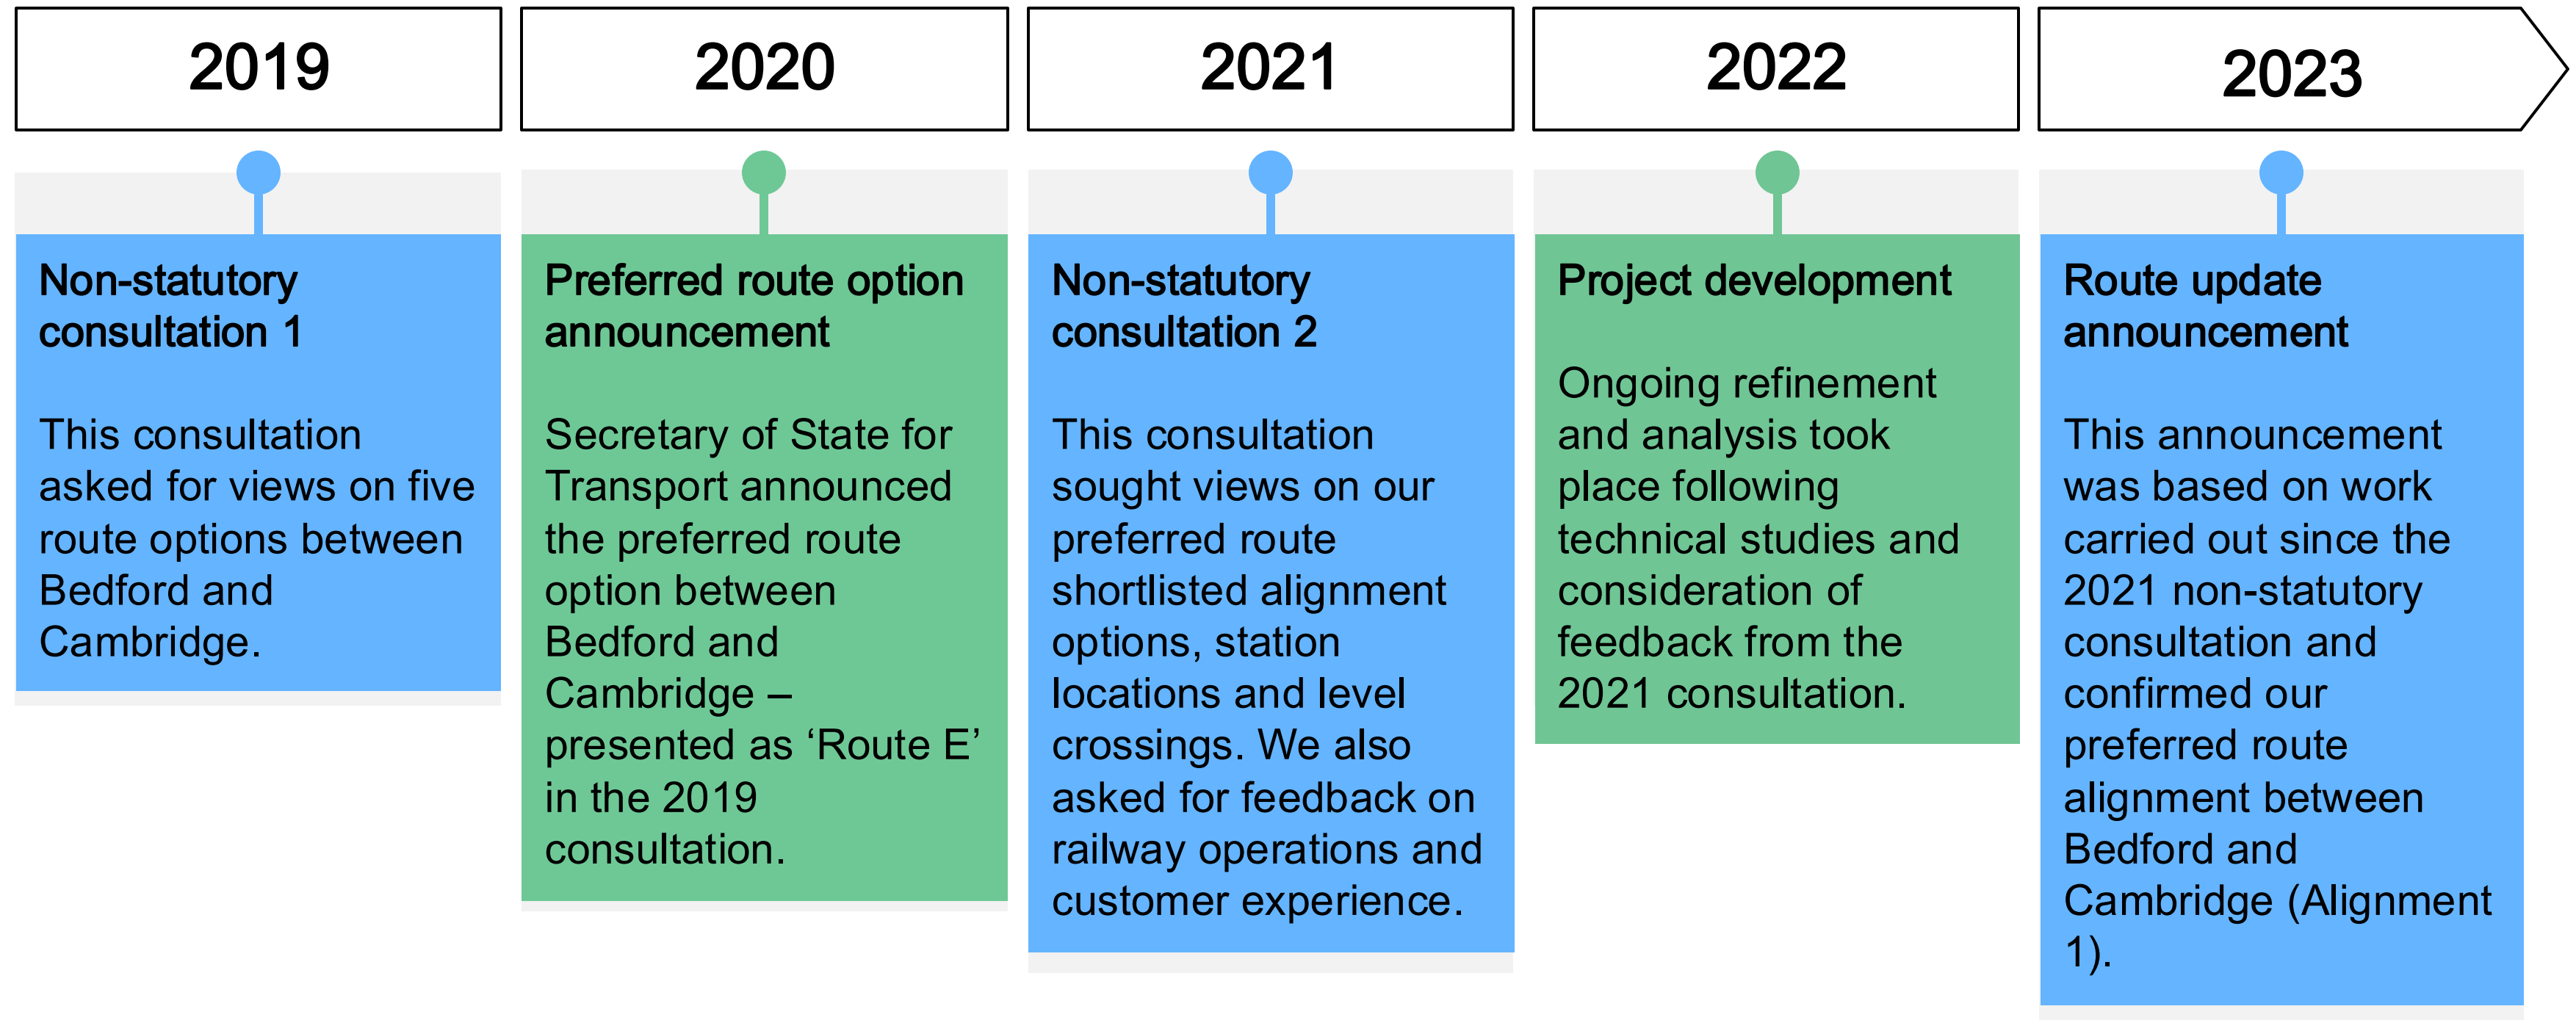 2019
2020
2021
2022
2023
Non-statutory
consultation 1
This consultation
asked for views on five
route options between
Bedford and
Cambridge.
Preferred route option
announcement
Secretary of State for
Transport announced
the preferred route
option between
Bedford and
Cambridge –
presented as ‘Route E’
in the 2019
consultation.
Non-statutory
consultation 2
This consultation
sought views on our
preferred route
shortlisted alignment
options, station
locations and level
crossings. We also
asked for feedback on
railway operations and
customer experience.
Project development
Ongoing refinement
and analysis took
place following
technical studies and
consideration of
feedback from the
2021 consultation.
Route update
announcement
This announcement
was based on work
carried out since the
2021 non-statutory
consultation and
confirmed our
preferred route
alignment between
Bedford and
Cambridge (Alignment
1).